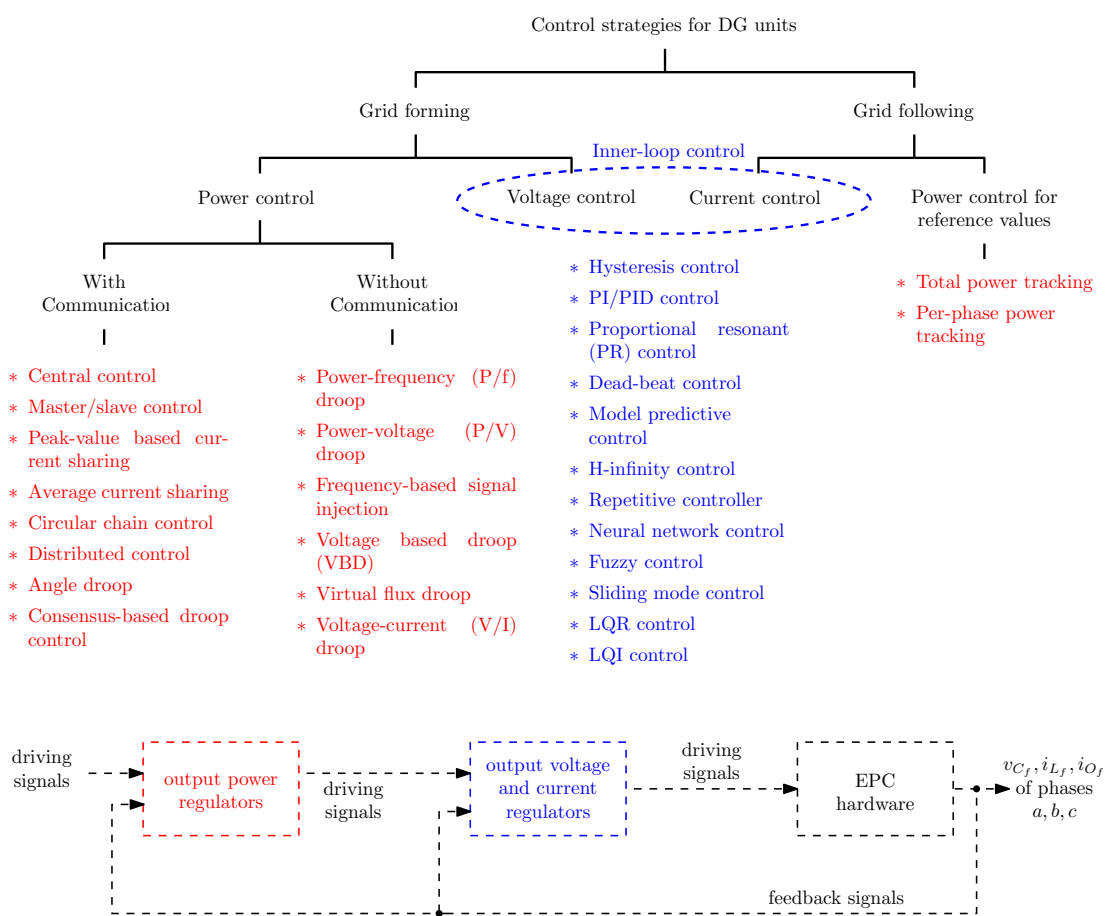 Control strategies for DG units
Grid forming
Grid following
Inner-loop control
Power control
Voltage control
Current control
Power control for
reference values
With
Communication
Without
Communication
∗ Central control
∗ Master/slave control
∗ Peak-value based cur-
rent sharing
∗ Average current sharing
∗ Circular chain control
∗ Distributed control
∗ Angle droop
∗ Consensus-based droop
control
∗ Power-frequency (P/f)
droop
∗ Power-voltage (P/V)
droop
∗ Frequency-based signal
injection
∗ Voltage based droop
(VBD)
∗ Virtual flux droop
∗ Voltage-current (V/I)
droop
∗ Hysteresis control
∗ PI/PID control
∗ Proportional resonant
(PR) control
∗ Dead-beat control
∗ Model predictive
control
∗ H-infinity control
∗ Repetitive controller
∗ Neural network control
∗ Fuzzy control
∗ Sliding mode control
∗ LQR control
∗ LQI control
∗ Total power tracking
∗ Per-phase power
tracking
driving
signals
output power
regulators
driving
signals
output voltage
and current
regulators
driving
signals
EPC
hardware
v_{C_f}, i_{L_f}, i_{O_f}
of phases
a, b, c
feedback signals